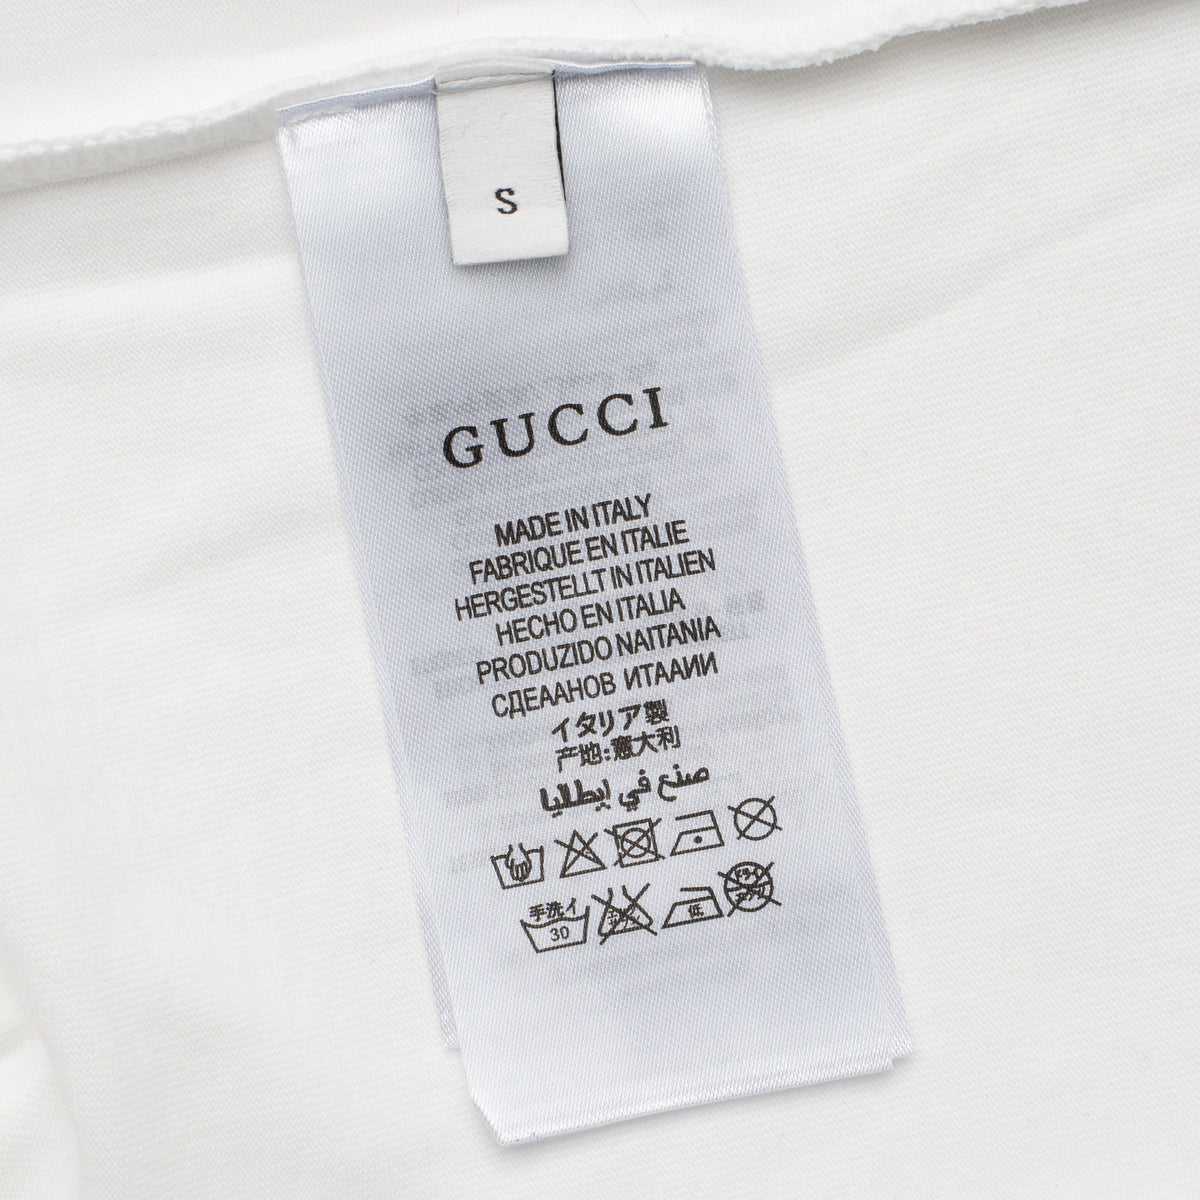 S
GUCCI
MADE IN ITALY
FABRIQUE EN ITALIE
HERGESTELLT IN ITALIEN
HECHO EN ITALIA
PRODUZIDO NAITANIA
СДЕААНОВ ИТААИИ
イタリア製
产地:意大利
صنع في إيطاليا
手洗イ
30
低